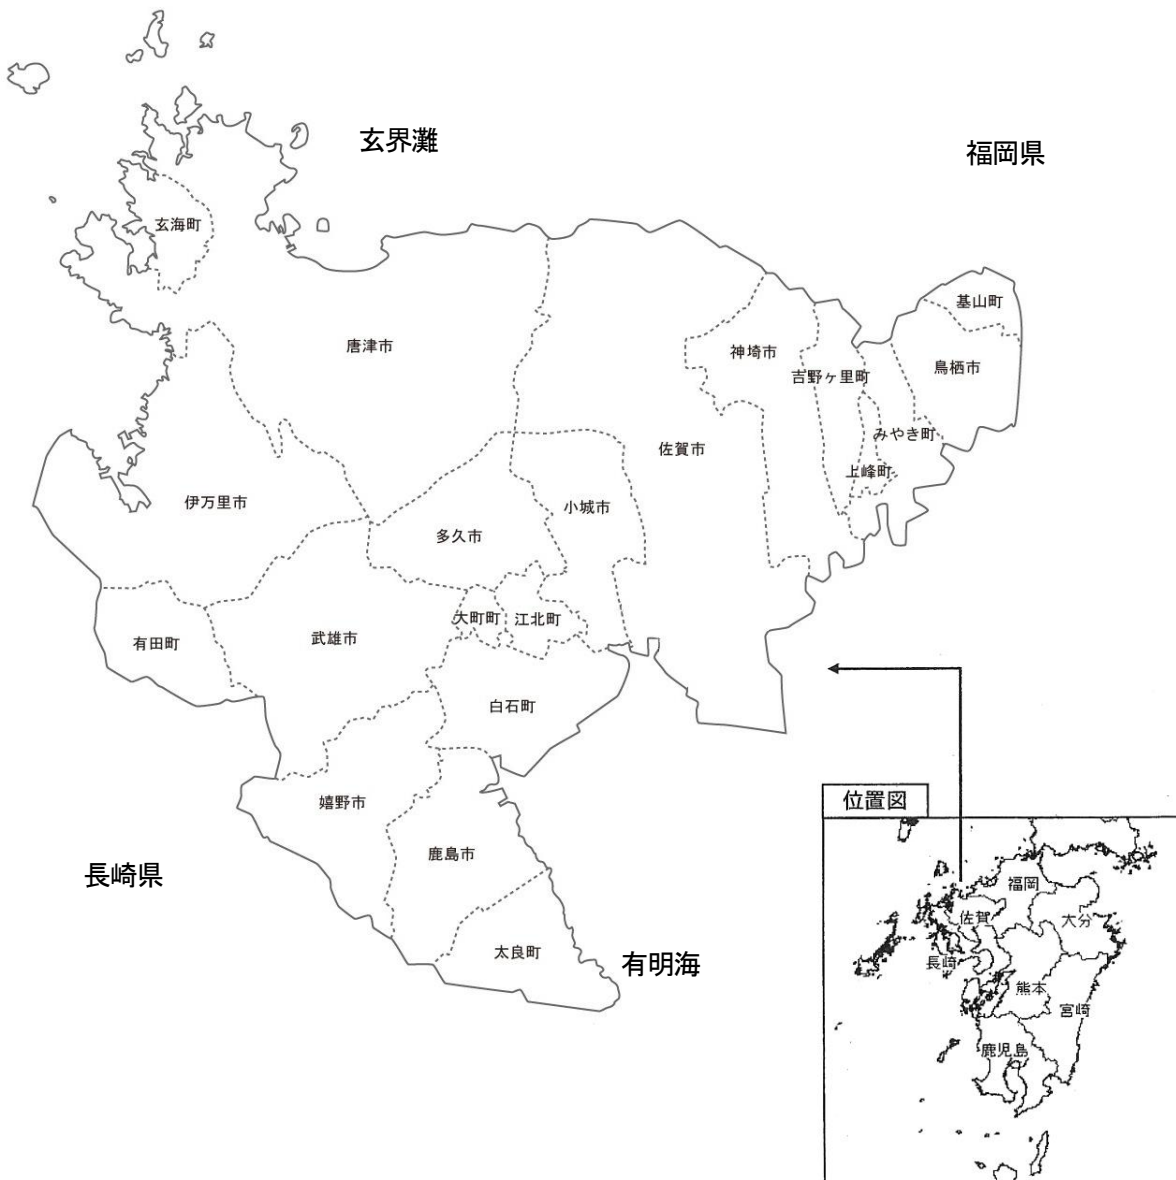 玄界灘
福岡県
玄海町
基山町
唐津市
神埼市
鳥栖市
吉野ヶ里町
みやき町
佐賀市
上峰町
伊万里市
小城市
多久市
大町町
江北町
有田町
武雄市
白石町
嬉野市
鹿島市
長崎県
太良町
有明海
位置図
福岡
佐賀
大分
長崎
熊本
宮崎
鹿児島